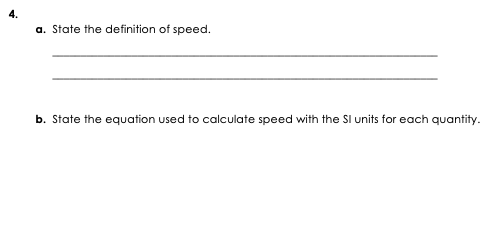 4.
a. State the definition of speed.
b. State the equation used to calculate speed with the SI units for each quantity.